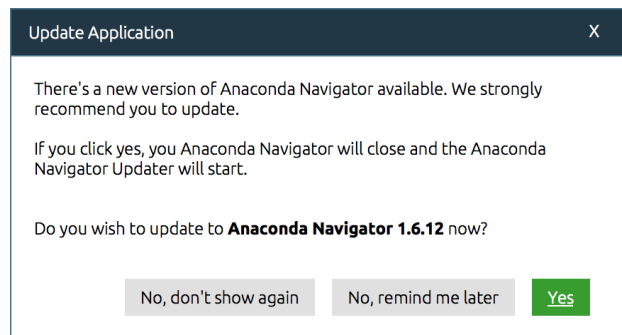 Update Application X
There's a new version of Anaconda Navigator available. We strongly
recommend you to update.
If you click yes, you Anaconda Navigator will close and the Anaconda
Navigator Updater will start.
Do you wish to update to Anaconda Navigator 1.6.12 now?
No, don't show again No, remind me later Yes